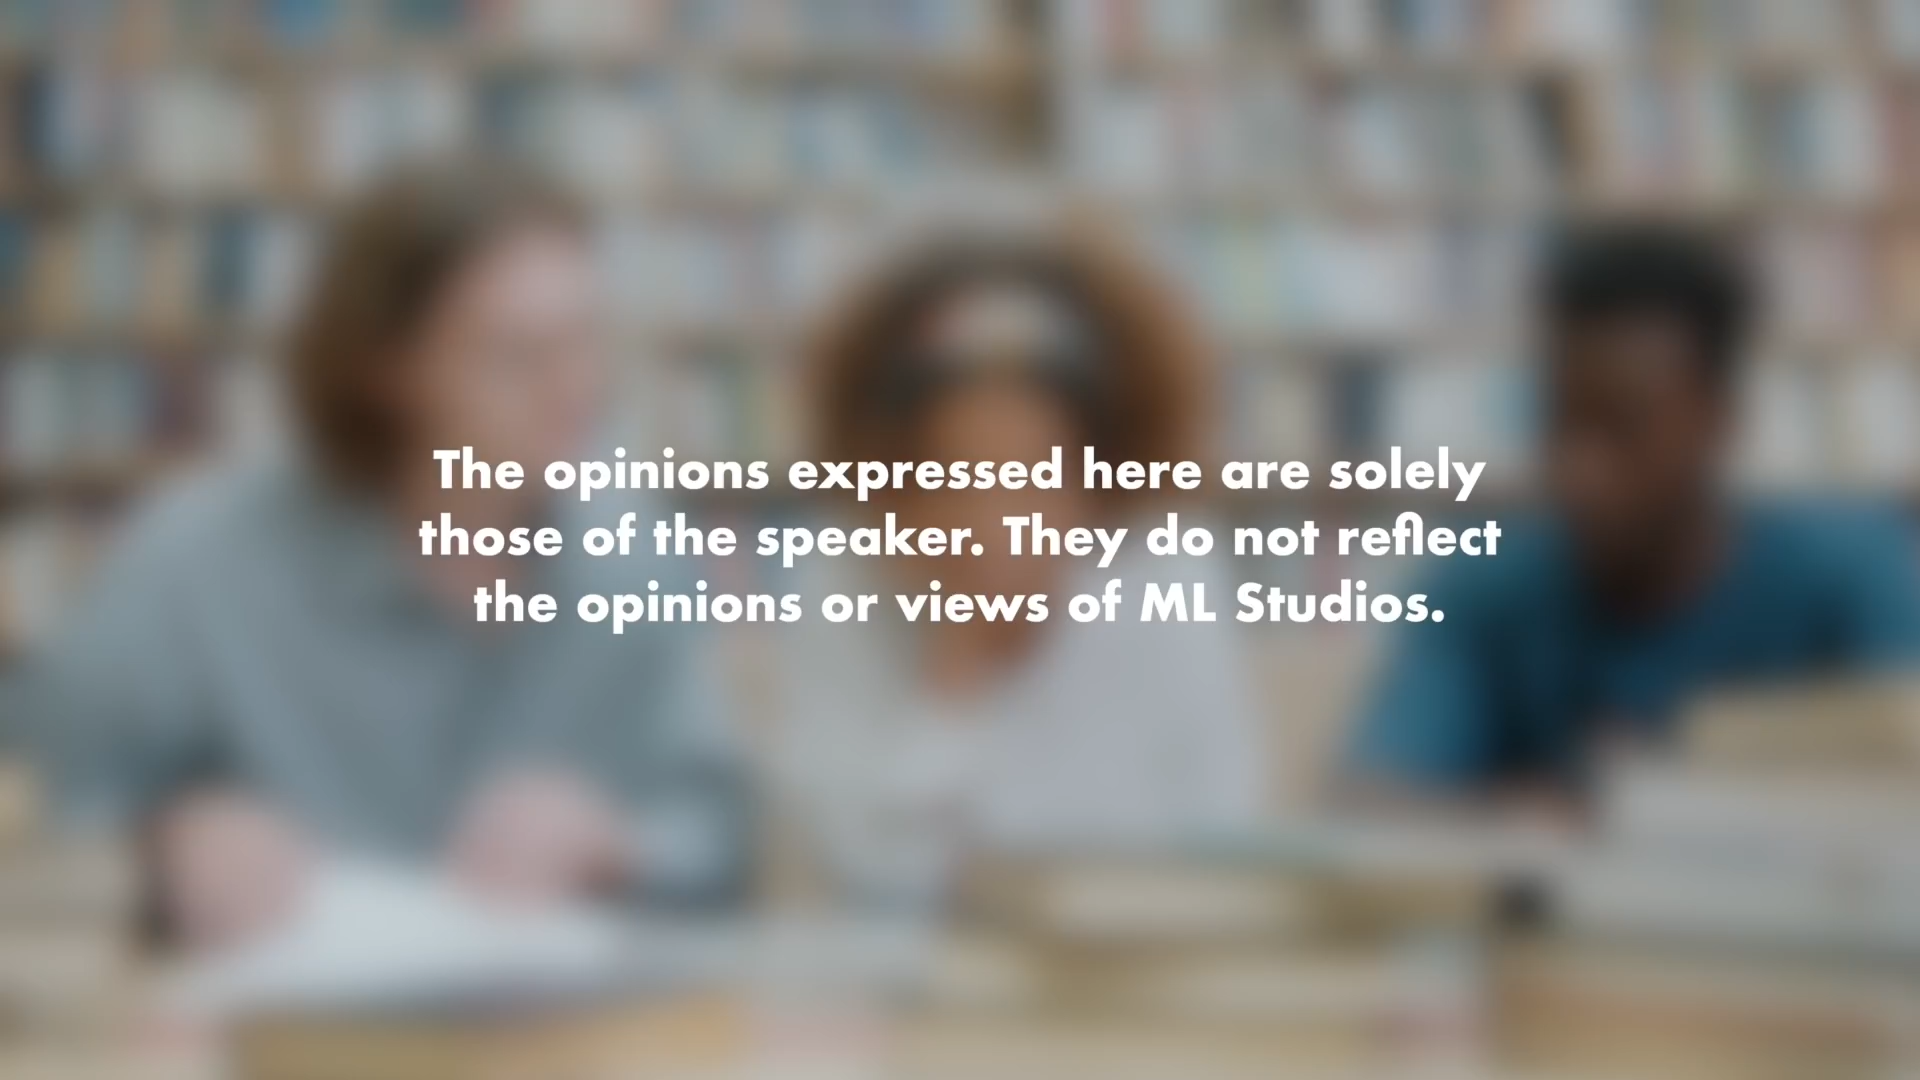 The opinions expressed here are solely
those of the speaker. They do not reflect
the opinions or views of ML Studios.